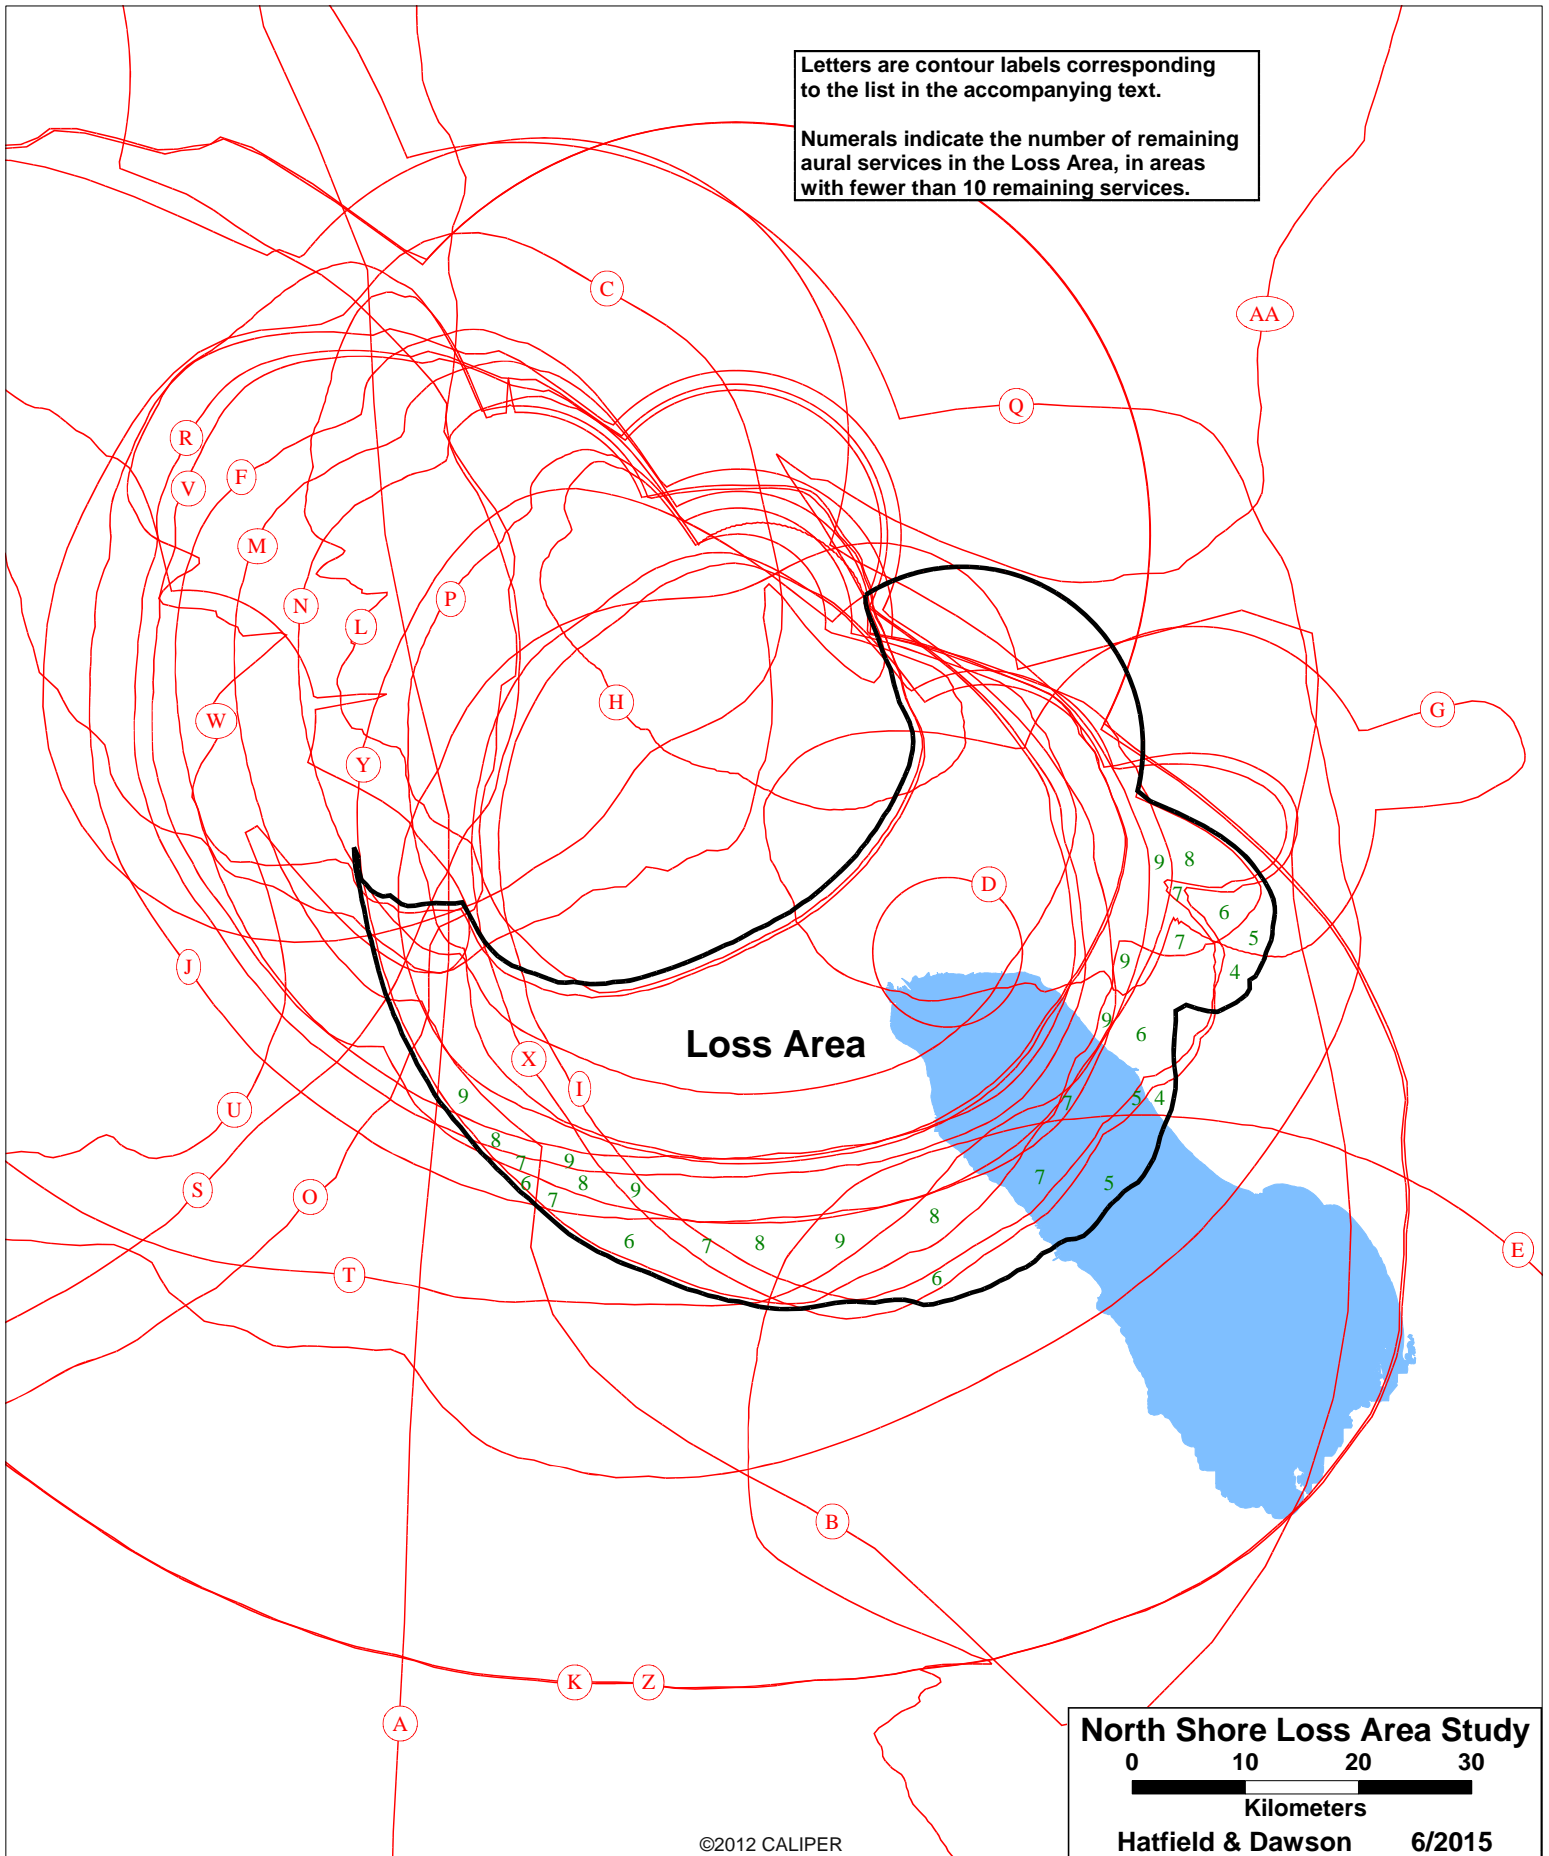 Letters are contour labels corresponding
to the list in the accompanying text.
Numerals indicate the number of remaining
aural services in the Loss Area, in areas
with fewer than 10 remaining services.
C
AA
Q
R
F
V
M
N
P
L
H
G
W
Y
9
8
D
7
6
5
7
9
4
J
9
6
Loss Area
X
I
9
7
5
4
U
8
7
9
6
8
9
7
7
5
S
O
8
6
7
8
9
E
T
6
B
K
Z
A
North Shore Loss Area Study
0 10 20 30
Kilometers
Hatfield & Dawson 6/2015
©2012 CALIPER